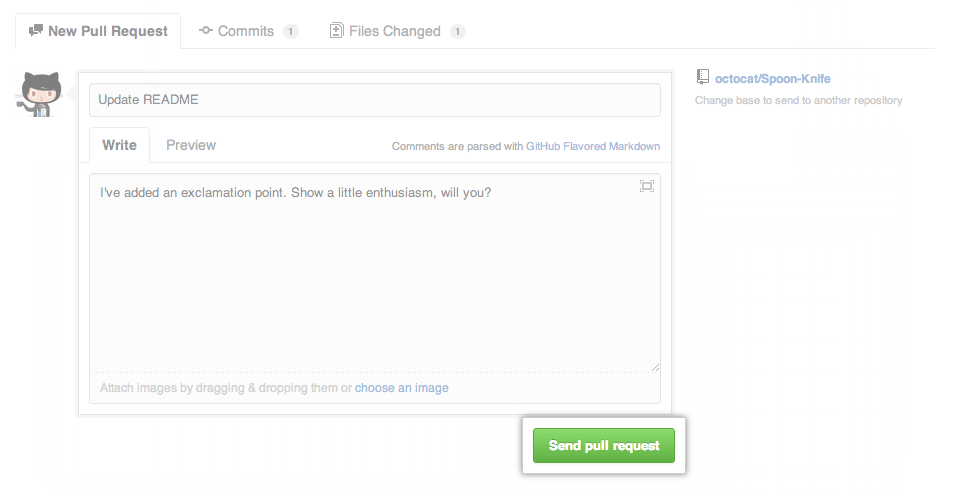 New Pull Request Commits 1 Files Changed 1
octocat/Spoon-Knife
Change base to send to another repository
Update README
Write Preview Comments are parsed with GitHub Flavored Markdown
I've added an exclamation point. Show a little enthusiasm, will you?
Attach images by dragging & dropping them or choose an image
Send pull request